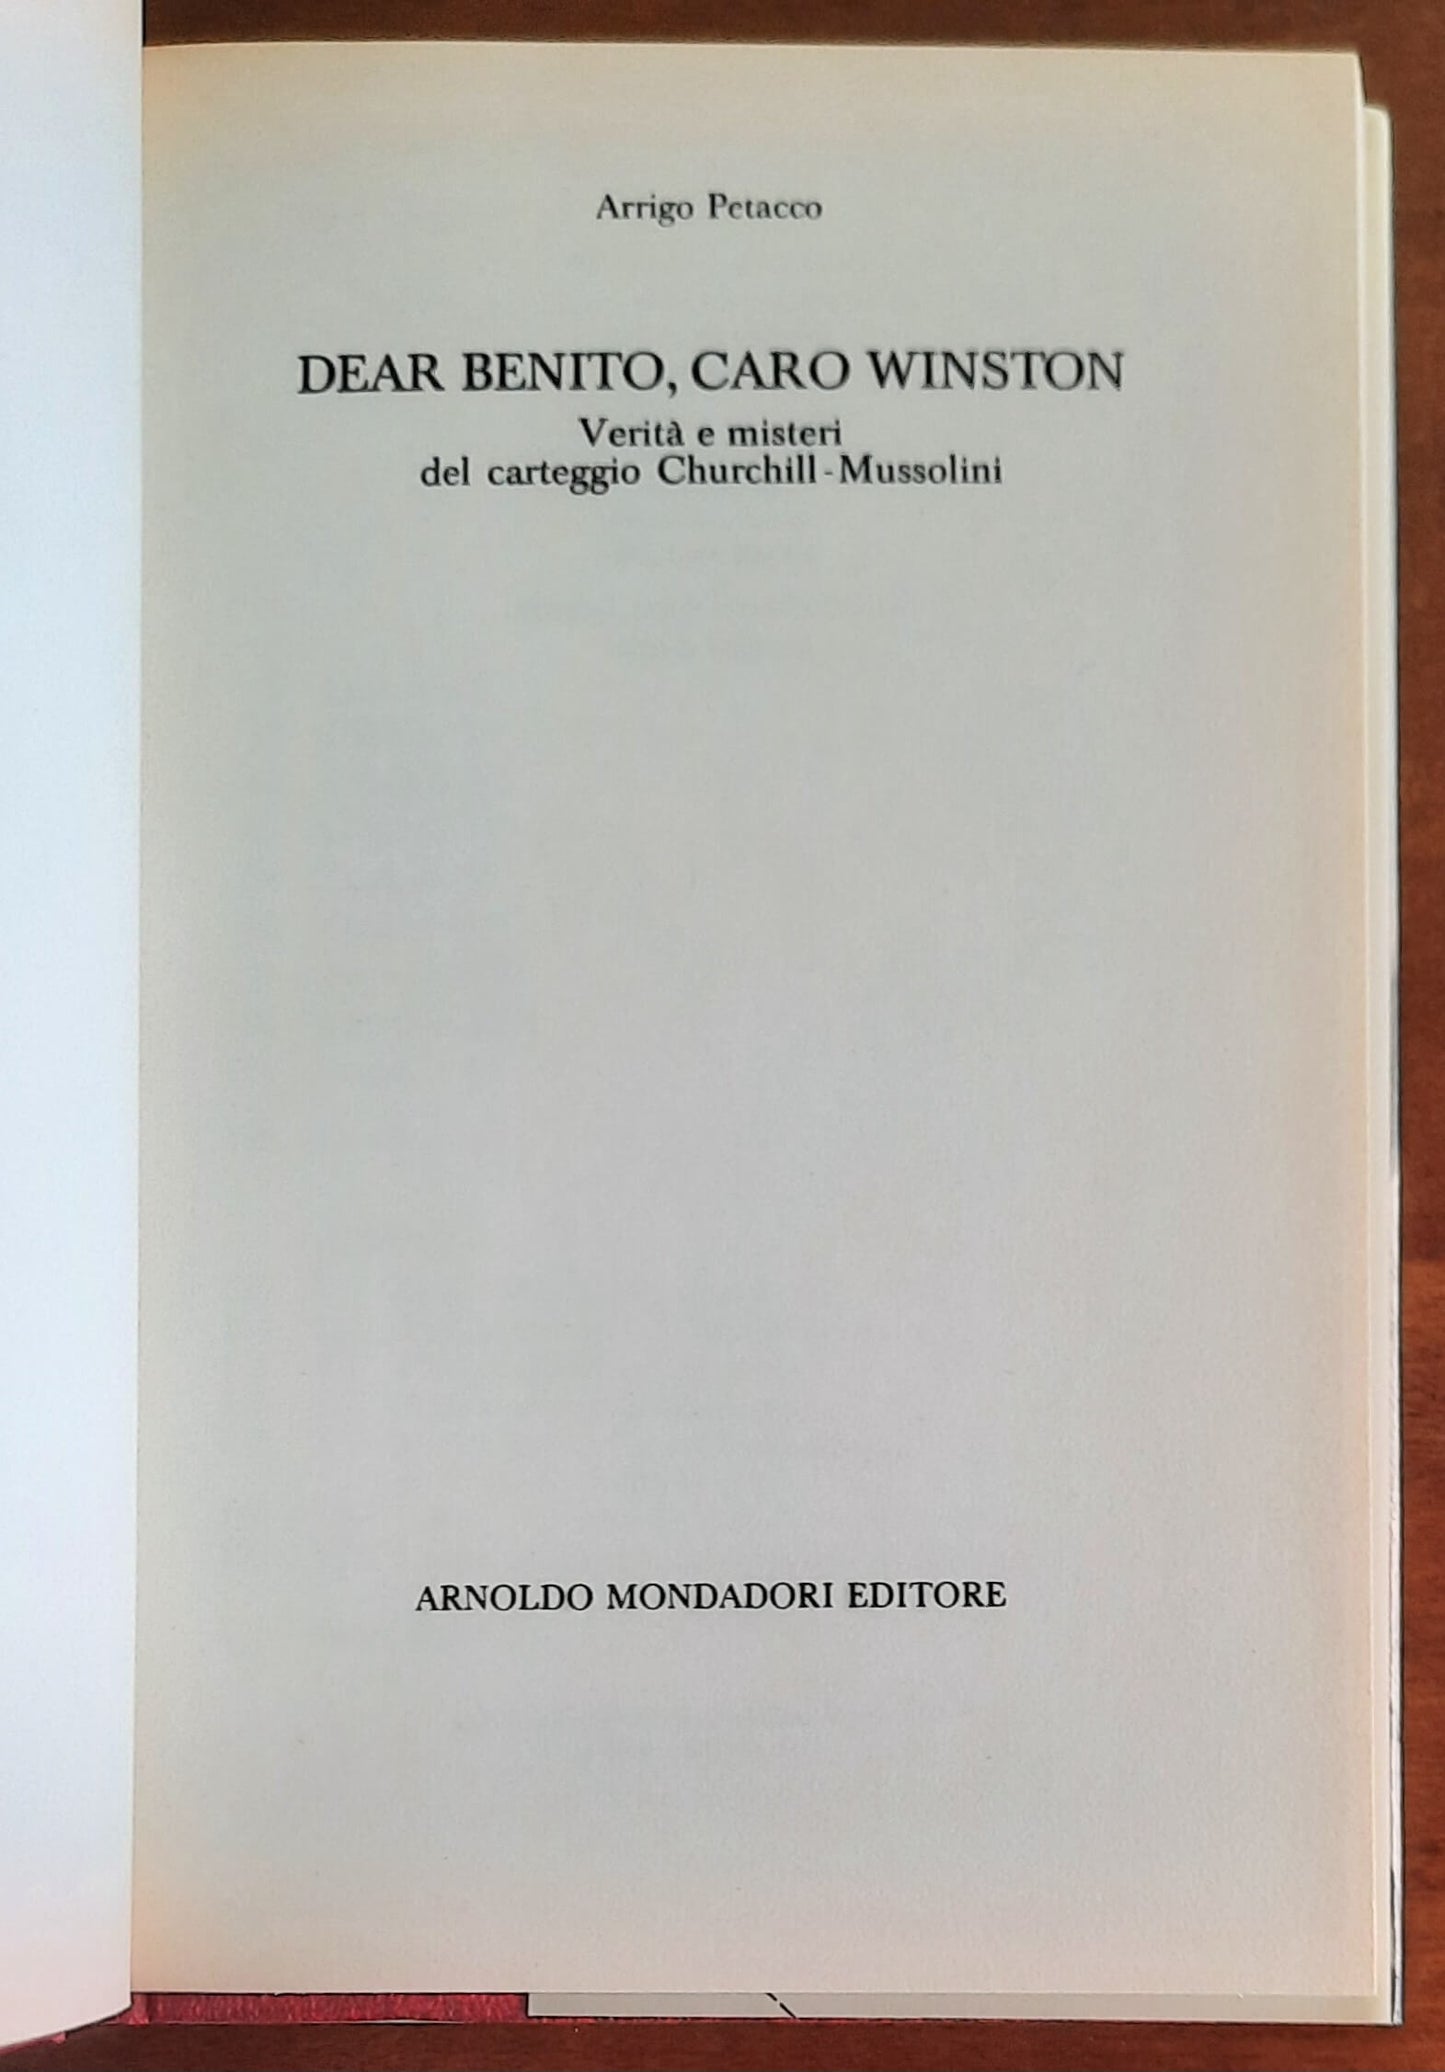 Arrigo Petacco
DEAR BENITO, CARO WINSTON
Verità e misteri
del carteggio Churchill-Mussolini
ARNOLDO MONDADORI EDITORE